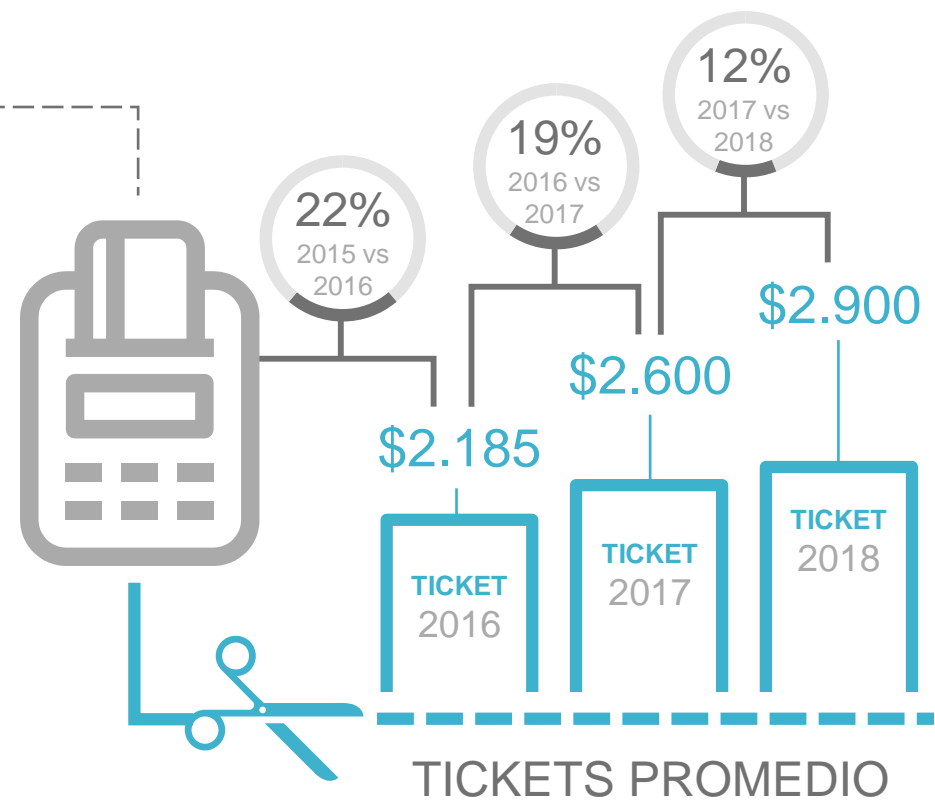 12%
2017 vs
2018
19%
2016 vs
2017
22%
2015 vs
2016
$2.900
$2.600
$2.185
TICKET
2018
TICKET
2017
TICKET
2016
TICKETS PROMEDIO